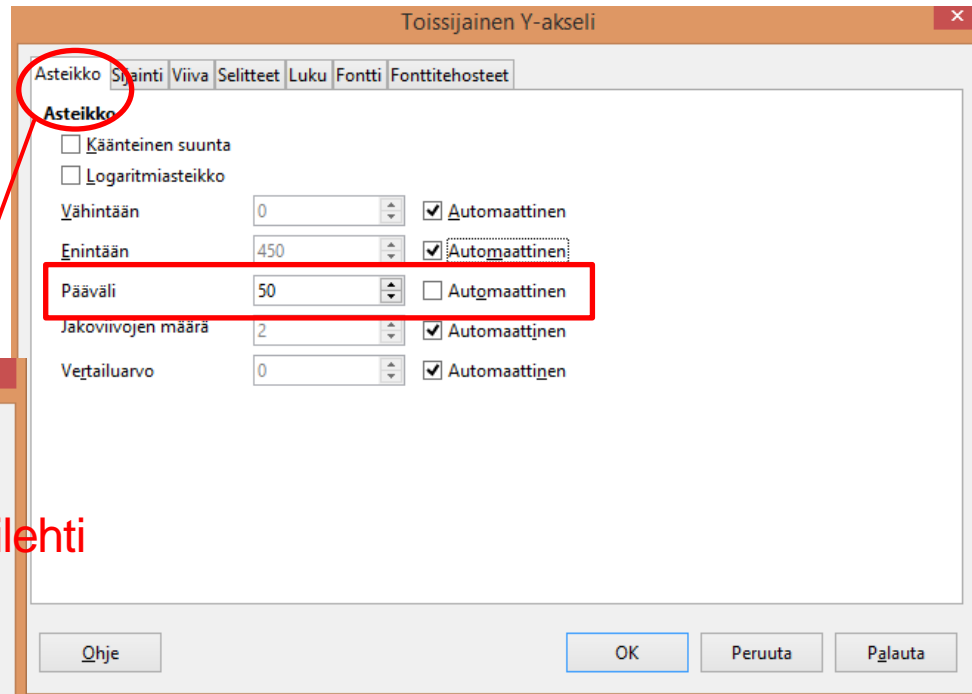 Toissijainen Y-akseli
Asteikko Sijainti Viiva Selitteet Luku Fontti Fonttitehosteet
Asteikko
Käänteinen suunta
Logaritmiasteikko
Vähintään 0 Automaattinen
Enintään 450 Automaattinen
Pääväli 50 Automaattinen
Jakoviivojen määrä 2 Automaattinen
Vertailuarvo 0 Automaattinen
ilehti
Ohje OK Peruuta Palauta